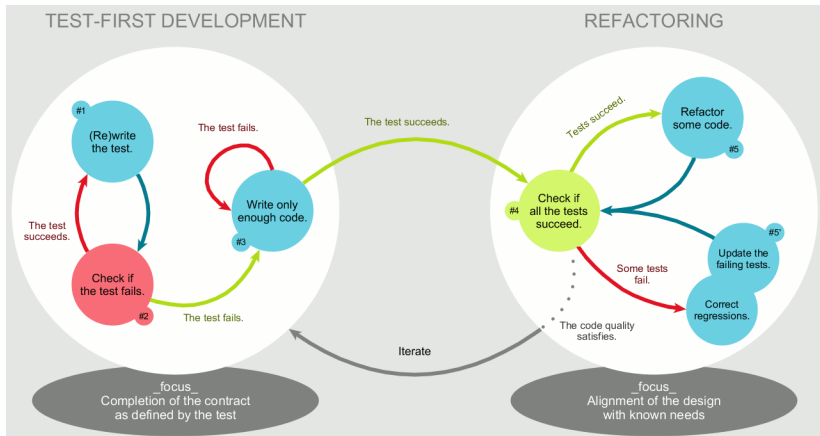 TEST-FIRST DEVELOPMENT
REFACTORING
#1
(Re)write
the test.
The test
succeeds.
Check if
the test fails.
#2
The test fails.
The test fails.
Write only
enough code.
#3
The test succeeds.
#4
Check if
all the tests
succeed.
Tests succeed.
Refactor
some code.
#5
#5'
Update the
failing tests.
Correct
regressions.
Some tests
fail.
The code quality
satisfies.
Iterate
_focus_
Completion of the contract
as defined by the test
_focus_
Alignment of the design
with known needs